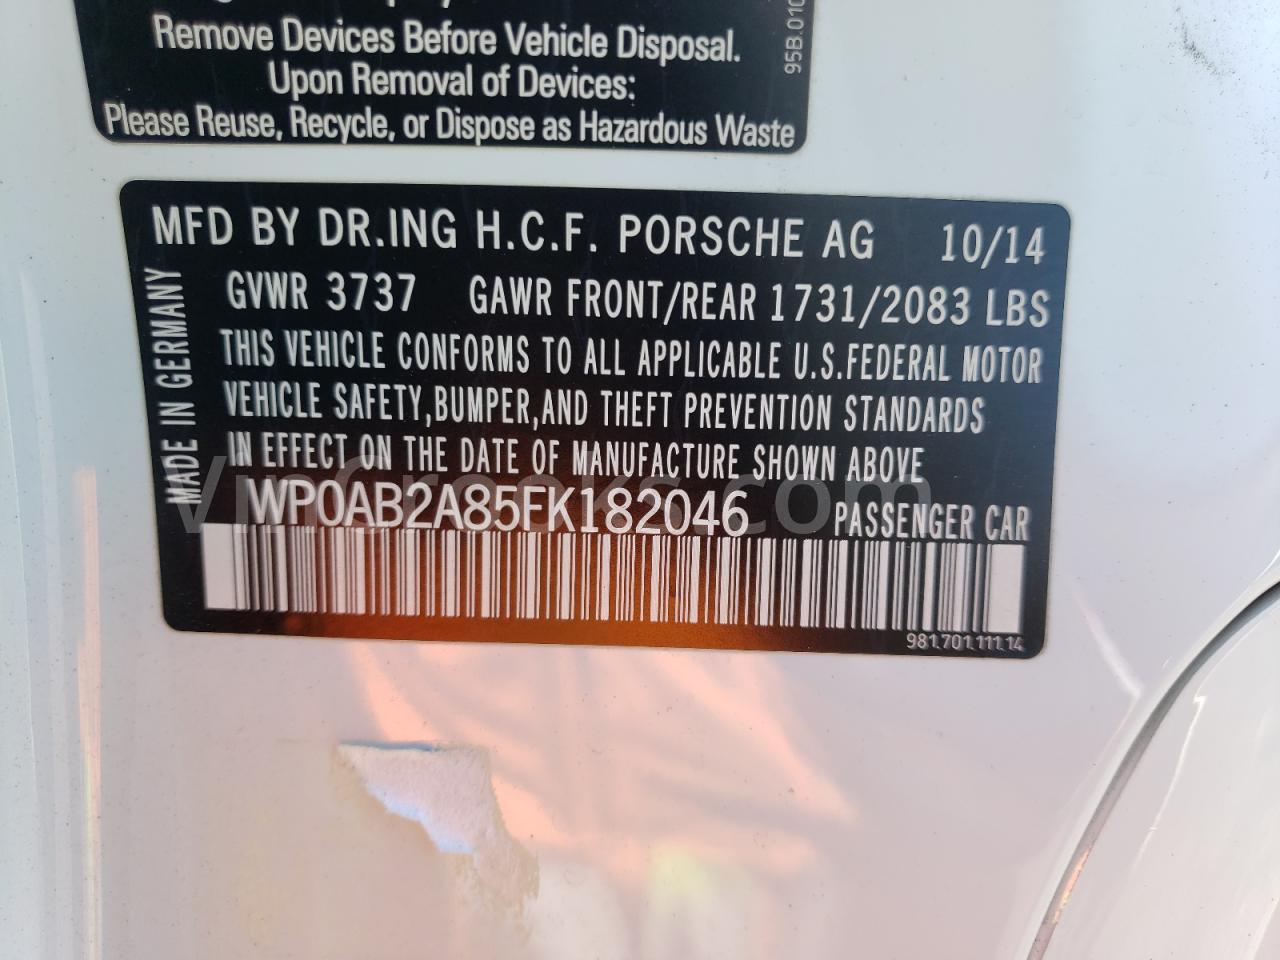 Remove Devices Before Vehicle Disposal.
Upon Removal of Devices:
Please Reuse, Recycle, or Dispose as Hazardous Waste
95B.010
MFD BY DR.ING H.C.F. PORSCHE AG 10/14
GVWR 3737 GAWR FRONT/REAR 1731/2083 LBS
THIS VEHICLE CONFORMS TO ALL APPLICABLE U.S.FEDERAL MOTOR
VEHICLE SAFETY,BUMPER,AND THEFT PREVENTION STANDARDS
IN EFFECT ON THE DATE OF MANUFACTURE SHOWN ABOVE
WP0AB2A85FK182046 PASSENGER CAR
MADE IN GERMANY
981.701.111.14